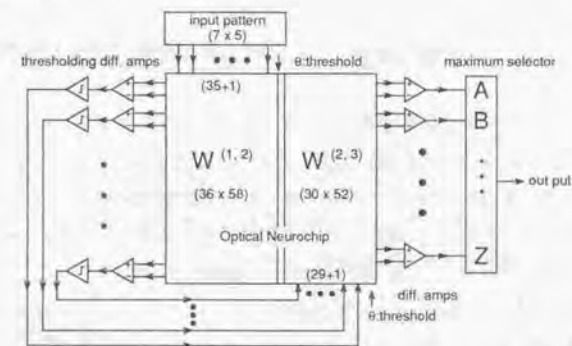 input pattern
(7 x 5)
thresholding diff. amps
θ:threshold
maximum selector
(35+1)
W (1, 2)
(36 x 58)
W (2, 3)
(30 x 52)
Optical Neurochip
(29+1)
A
B
Z
out put
diff. amps
θ:threshold